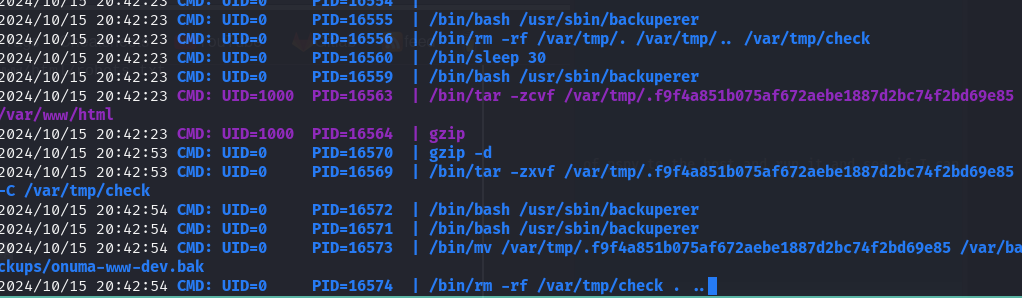 2024/10/15 20:42:23 CMD: UID=0 PID=16554 |
2024/10/15 20:42:23 CMD: UID=0 PID=16555 | /bin/bash /usr/sbin/backuperer
2024/10/15 20:42:23 CMD: UID=0 PID=16556 | /bin/rm -rf /var/tmp/. /var/tmp/.. /var/tmp/check
2024/10/15 20:42:23 CMD: UID=0 PID=16560 | /bin/sleep 30
2024/10/15 20:42:23 CMD: UID=0 PID=16559 | /bin/bash /usr/sbin/backuperer
2024/10/15 20:42:23 CMD: UID=1000 PID=16563 | /bin/tar -zcvf /var/tmp/.f9f4a851b075af672aebe1887d2bc74f2bd69e85
/var/www/html
2024/10/15 20:42:23 CMD: UID=1000 PID=16564 | gzip
2024/10/15 20:42:53 CMD: UID=0 PID=16570 | gzip -d
2024/10/15 20:42:53 CMD: UID=0 PID=16569 | /bin/tar -zxvf /var/tmp/.f9f4a851b075af672aebe1887d2bc74f2bd69e85
-C /var/tmp/check
2024/10/15 20:42:54 CMD: UID=0 PID=16572 | /bin/bash /usr/sbin/backuperer
2024/10/15 20:42:54 CMD: UID=0 PID=16571 | /bin/bash /usr/sbin/backuperer
2024/10/15 20:42:54 CMD: UID=0 PID=16573 | /bin/mv /var/tmp/.f9f4a851b075af672aebe1887d2bc74f2bd69e85 /var/ba
ckups/onuma-www-dev.bak
2024/10/15 20:42:54 CMD: UID=0 PID=16574 | /bin/rm -rf /var/tmp/check . ..